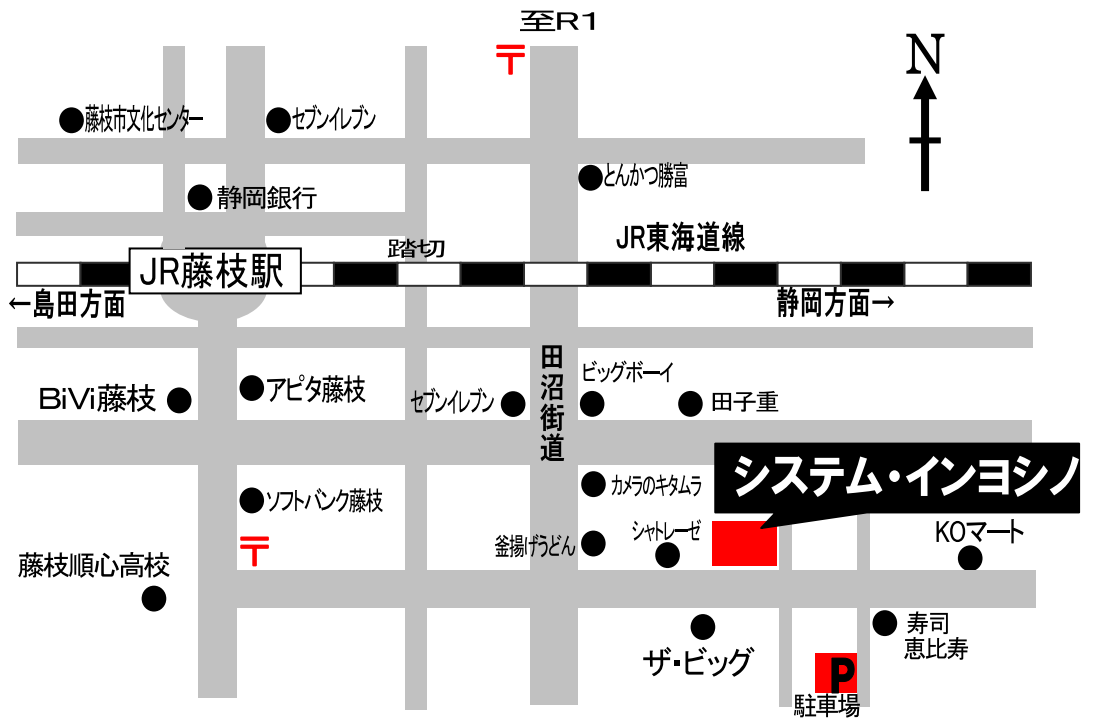 至R1
〒
N
藤枝市文化センター
セブンイレブン
とんかつ勝富
静岡銀行
JR東海道線
踏切
JR藤枝駅
←島田方面
静岡方面→
田沼街道
ビッグボーイ
アピタ藤枝
BiVi藤枝
セブンイレブン
田子重
システム・インヨシノ
カメラのキタムラ
ソフトバンク藤枝
シャトレーゼ
KOマート
釜揚げうどん
〒
藤枝順心高校
寿司
恵比寿
ザ・ビッグ
P
駐車場